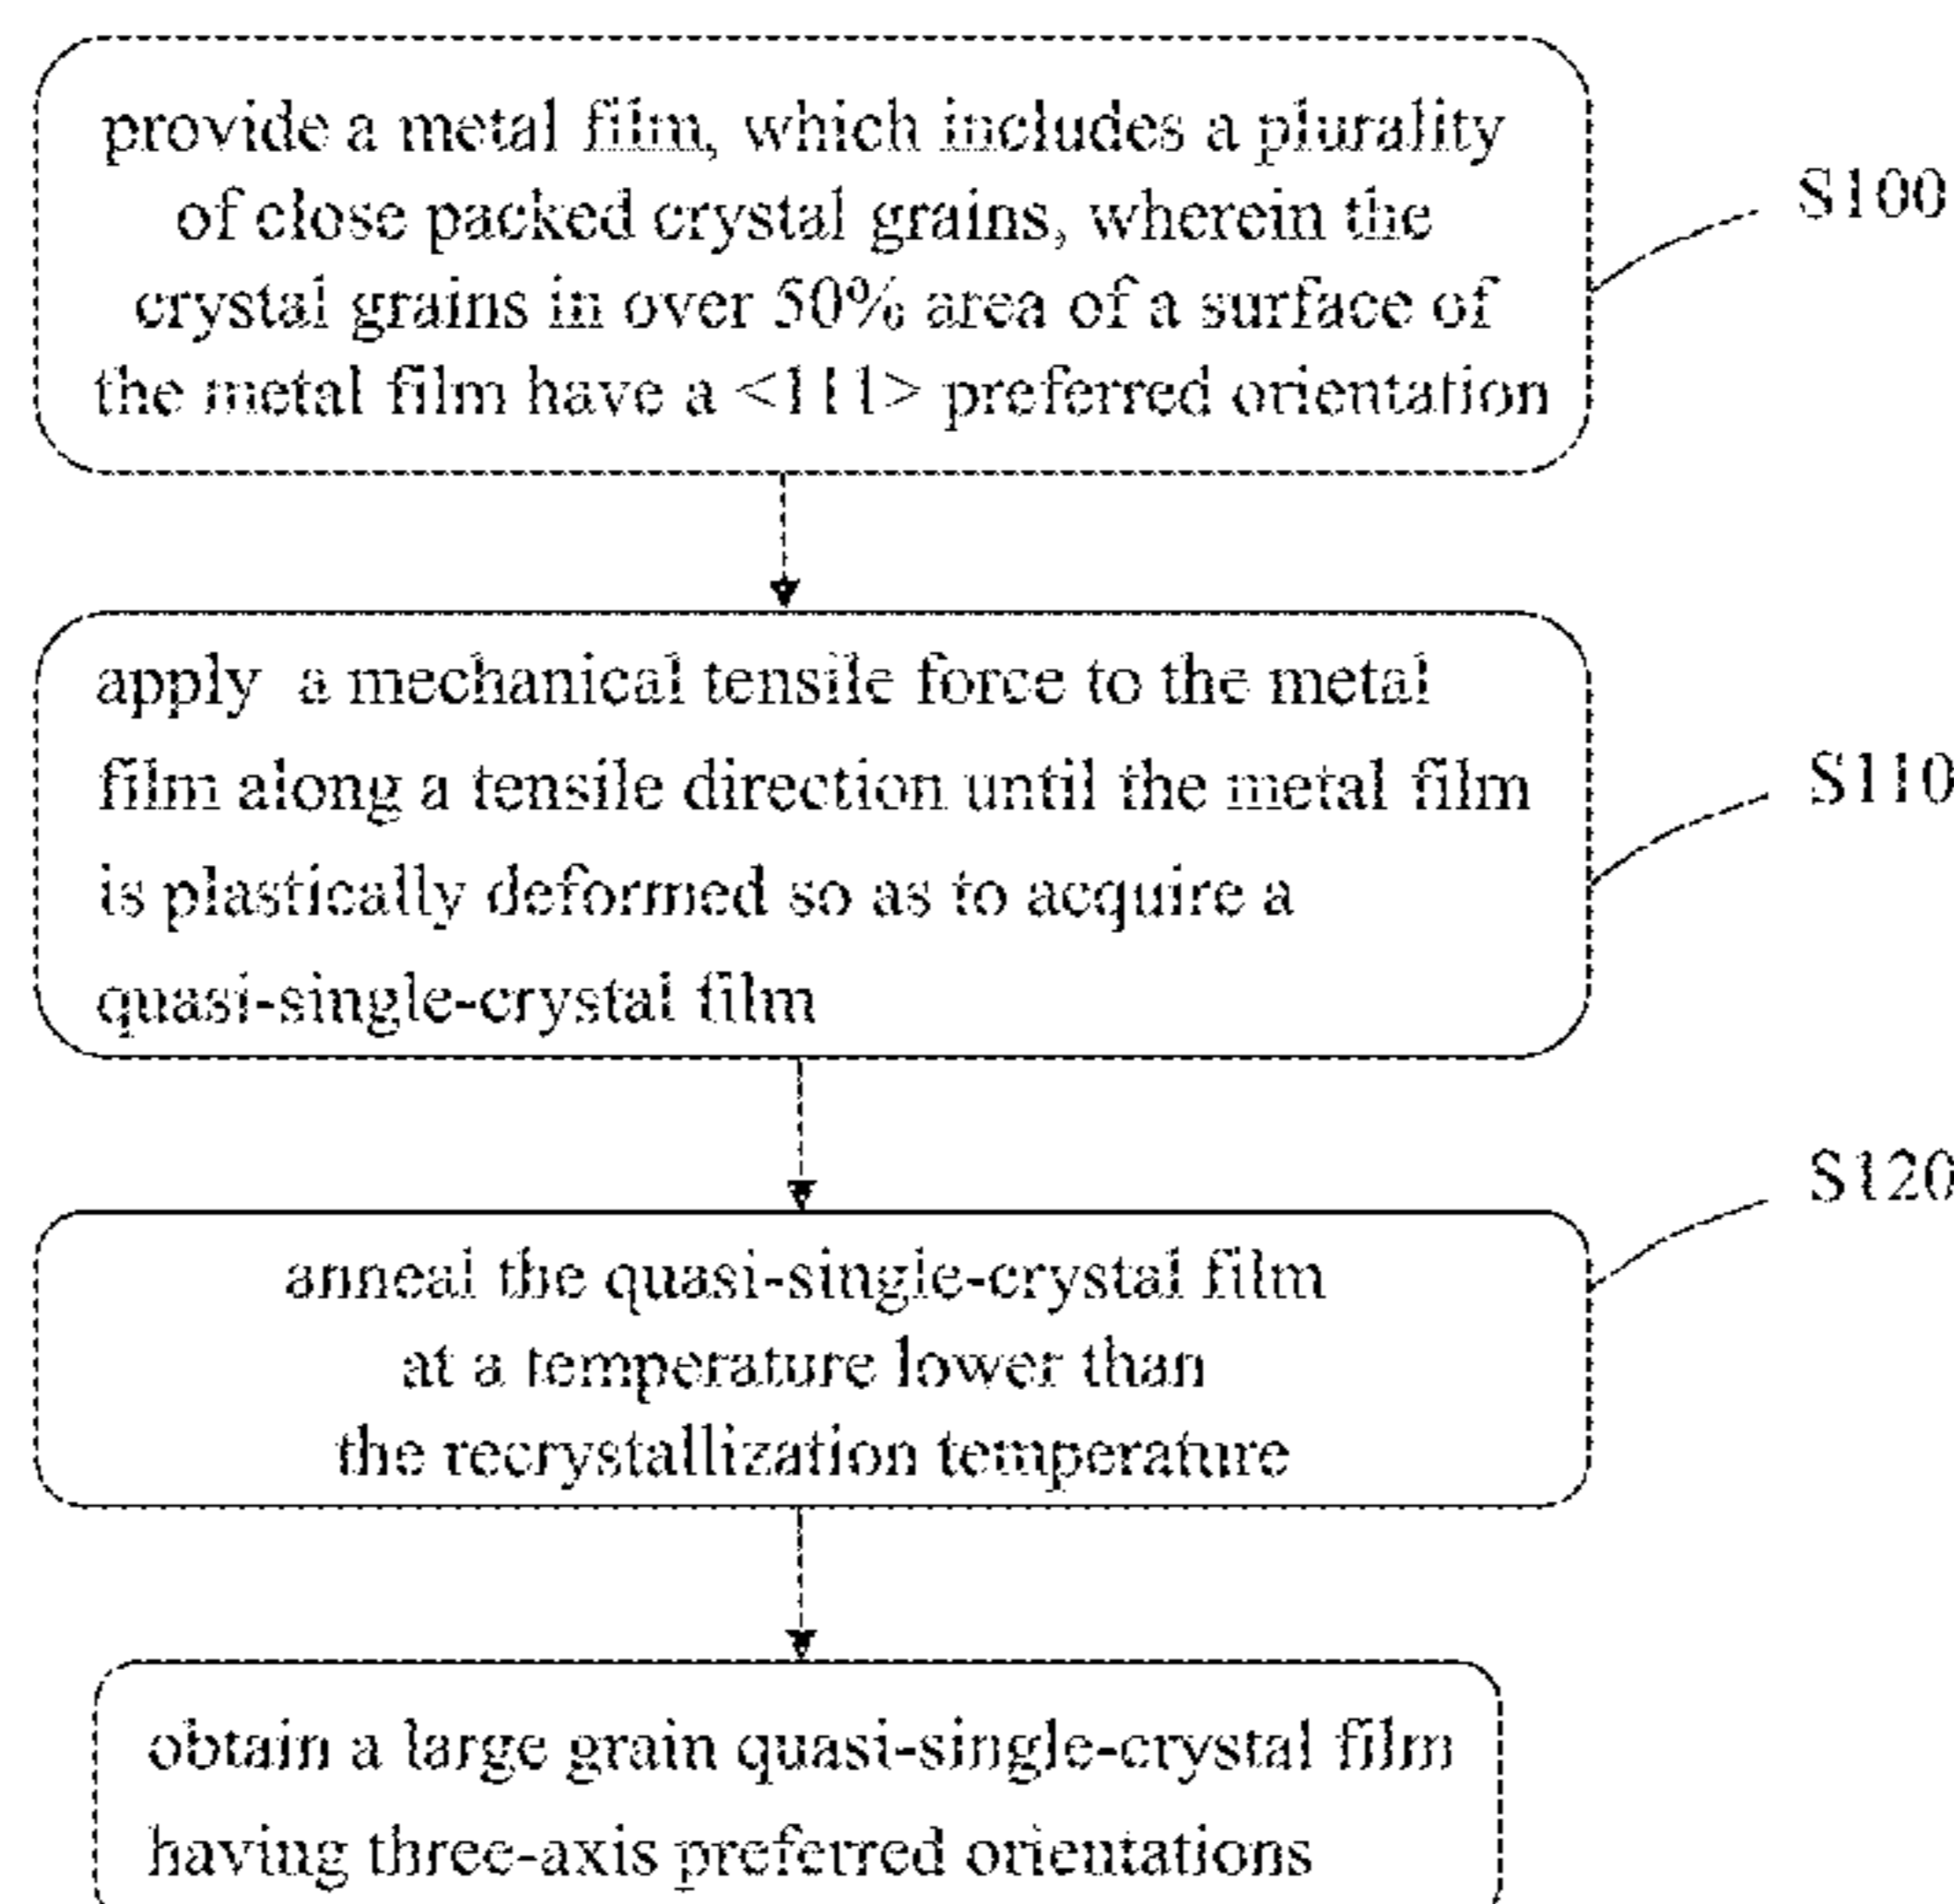 provide a metal film, which includes a plurality
of close packed crystal grains, wherein the
crystal grains in over 50% area of a surface of
the metal film have a <111> preferred orientation
S100
apply a mechanical tensile force to the metal
film along a tensile direction until the metal film
is plastically deformed so as to acquire a
quasi-single-crystal film
S110
anneal the quasi-single-crystal film
at a temperature lower than
the recrystallization temperature
S120
obtain a large grain quasi-single-crystal film
having three-axis preferred orientations